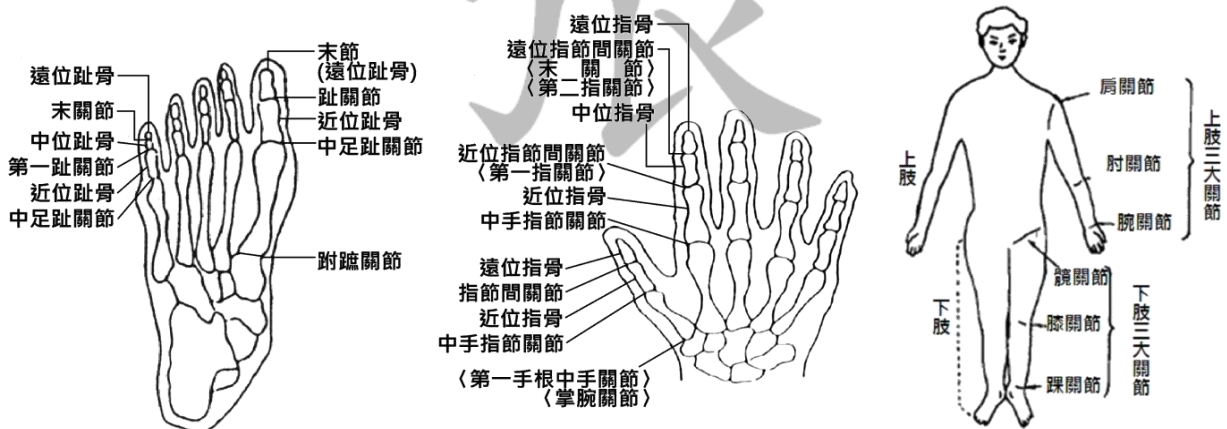 末節
(遠位趾骨)
趾關節
近位趾骨
中足趾關節
跗蹠關節
遠位趾骨
末關節
中位趾骨
第一趾關節
近位趾骨
中足趾關節
遠位指骨
遠位指節間關節
〈末關節〉
〈第二指關節〉
中位指骨
近位指節間關節
〈第一指關節〉
近位指骨
中手指節關節
遠位指骨
指節間關節
近位指骨
中手指節關節
〈第一手根中手關節〉
〈掌腕關節〉
上肢
下肢
肩關節
肘關節
腕關節
上肢三大關節
髖關節
膝關節
踝關節
下肢三大關節